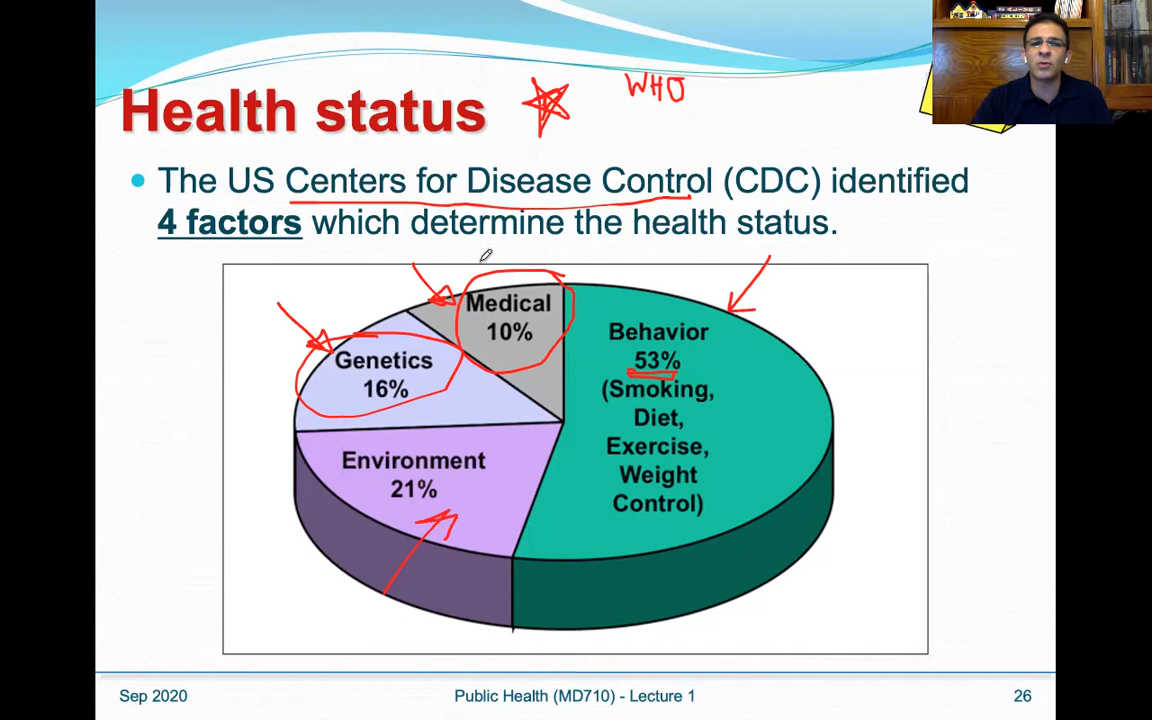 Health status
WHO
The US Centers for Disease Control (CDC) identified
4 factors which determine the health status.
Medical
10%
Behavior
53%
(Smoking,
Diet,
Exercise,
Weight
Control)
Genetics
16%
Environment
21%
Sep 2020
Public Health (MD710) - Lecture 1
26